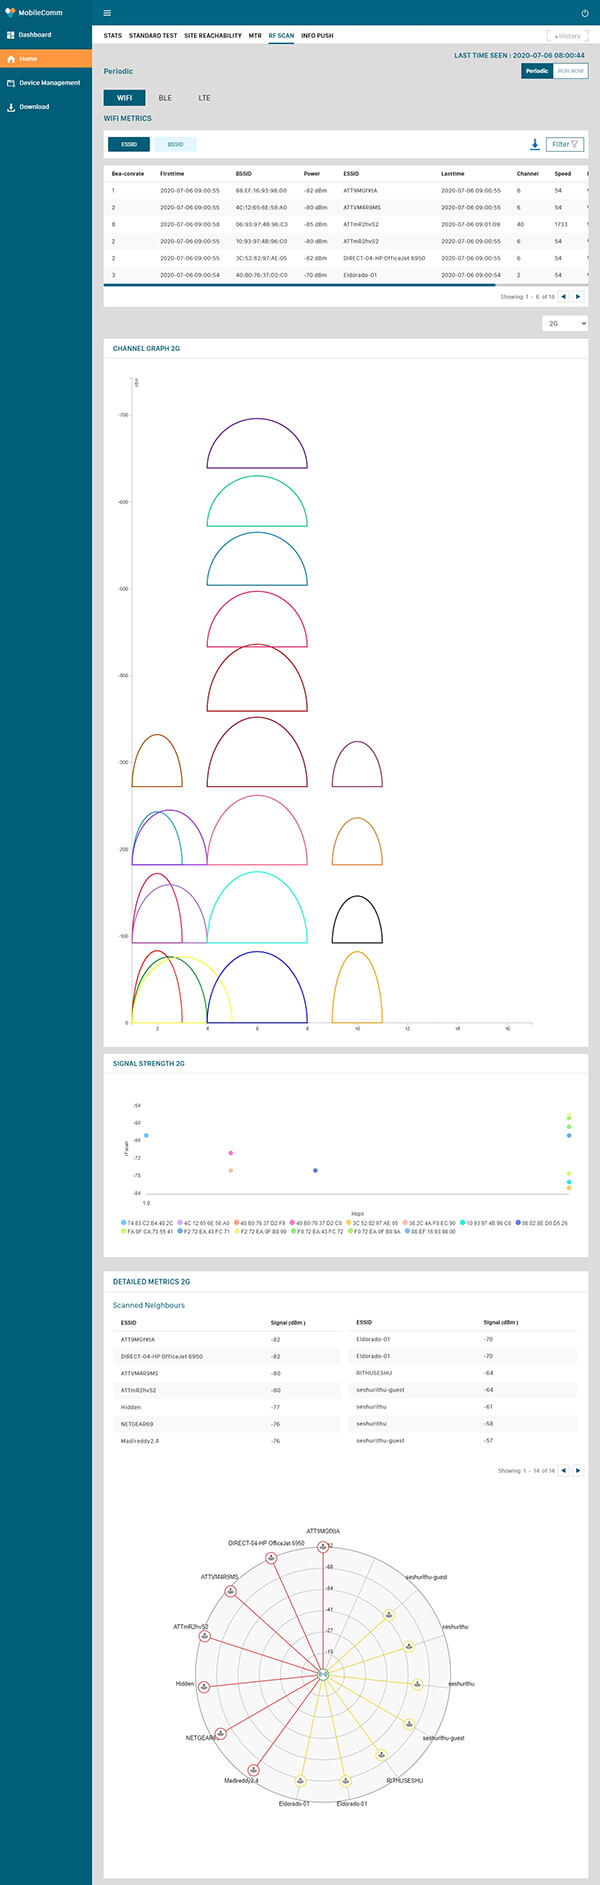 MobileComm
Dashboard
Home
Device Management
Download
STATS STANDARD TEST SITE REACHABILITY MTR RF SCAN INFO PUSH
History
LAST TIME SEEN : 2020-07-06 08:00:44
Periodic
Periodic RUN NOW
WIFI BLE LTE
WIFI METRICS
ESSID BSSID
Filter
Bea-conrate Firsttime BSSID Power ESSID Lasttime Channel Speed
1 2020-07-06 09:00:55 88:EF:16:93:98:00 -82 dBm ATT9MGfXtA 2020-07-06 09:00:55 6 54
2 2020-07-06 09:00:55 4C:12:65:6E:58:A0 -80 dBm ATTVM4R9MS 2020-07-06 09:00:55 6 54
8 2020-07-06 09:00:58 06:93:97:4B:96:C3 -85 dBm ATTmR2hvS2 2020-07-06 09:01:09 40 1733
2 2020-07-06 09:00:55 10:93:97:4B:96:C0 -80 dBm ATTmR2hvS2 2020-07-06 09:00:55 6 54
2 2020-07-06 09:00:55 3C:52:82:97:AE:05 -82 dBm DIRECT-04-HP OfficeJet 6950 2020-07-06 09:00:55 6 54
3 2020-07-06 09:00:54 40:B0:76:37:D2:C0 -70 dBm Eldorado-01 2020-07-06 09:00:54 2 54
Showing 1 - 6 of 18
2G
CHANNEL GRAPH 2G
dBm
-700
-600
-500
-400
-300
-200
-100
0
2 4 6 8 10 12 14 16
SIGNAL STRENGTH 2G
-54
-60
-66
-72
-78
-84
1.0
Hops
74:83:C2:B4:48:2C 4C:12:65:6E:58:A0 40:B0:76:37:D2:F9 40:B0:76:37:D2:C0 3C:52:82:97:AE:05 38:2C:4A:F0:EC:90 10:93:97:4B:96:C0 06:02:8E:D0:D5:26
FA:8F:CA:73:55:41 F2:72:EA:43:FC:71 F2:72:EA:0F:B8:99 F0:72:EA:43:FC:72 F0:72:EA:0F:B8:9A 88:EF:16:93:98:00
DETAILED METRICS 2G
Scanned Neighbours
ESSID Signal (dBm ) ESSID Signal (dBm )
ATT9MGfXtA -82 Eldorado-01 -70
DIRECT-04-HP OfficeJet 6950 -82 Eldorado-01 -70
ATTVM4R9MS -80 RITHUSESHU -64
ATTmR2hvS2 -80 seshurithu-guest -64
Hidden -77 seshurithu -61
NETGEAR69 -76 seshurithu -58
Madireddy2.4 -76 seshurithu-guest -57
Showing 1 - 14 of 14
ATT9MGfXtA
DIRECT-04-HP OfficeJet 6950
-68
ATTVM4R9MS
seshurithu-guest
-54
-41
ATTmR2hvS2
seshurithu
-27
-13
Hidden
seshurithu
NETGEAR6
seshurithu-guest
Madireddy2.4
RITHUSESHU
Eldorado-01 Eldorado-01